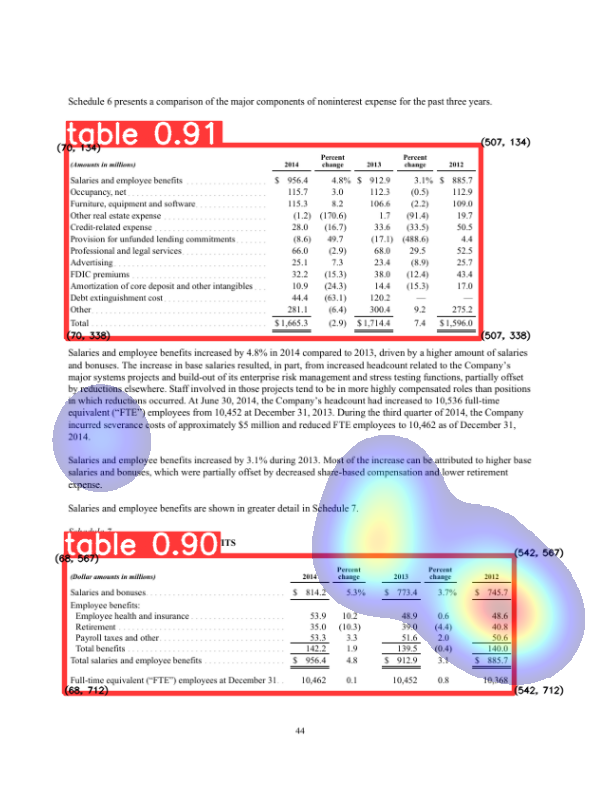 Schedule 6 presents a comparison of the major components of noninterest expense for the past three years.
table 0.91
(70, 134) (507, 134)
(Amounts in millions) 2014 Percent change 2013 Percent change 2012
Salaries and employee benefits $ 956.4 4.8% $ 912.9 3.1% $ 885.7
Occupancy, net 115.7 3.0 112.3 (0.5) 112.9
Furniture, equipment and software 115.3 8.2 106.6 (2.2) 109.0
Other real estate expense (1.2) (170.6) 1.7 (91.4) 19.7
Credit-related expense 28.0 (16.7) 33.6 (33.5) 50.5
Provision for unfunded lending commitments (8.6) 49.7 (17.1) (488.6) 4.4
Professional and legal services 66.0 (2.9) 68.0 29.5 52.5
Advertising 25.1 7.3 23.4 (8.9) 25.7
FDIC premiums 32.2 (15.3) 38.0 (12.4) 43.4
Amortization of core deposit and other intangibles 10.9 (24.3) 14.4 (15.3) 17.0
Debt extinguishment cost 44.4 (63.1) 120.2 — —
Other 281.1 (6.4) 300.4 9.2 275.2
Total $1,665.3 (2.9) $1,714.4 7.4 $1,596.0
(70, 338) (507, 338)
Salaries and employee benefits increased by 4.8% in 2014 compared to 2013, driven by a higher amount of salaries
and bonuses. The increase in base salaries resulted, in part, from increased headcount related to the Company's
major systems projects and build-out of its enterprise risk management and stress testing functions, partially offset
by reductions elsewhere. Staff involved in those projects tend to be in more highly compensated roles than positions
in which reductions occurred. At June 30, 2014, the Company's headcount had increased to 10,536 full-time
equivalent ("FTE") employees from 10,452 at December 31, 2013. During the third quarter of 2014, the Company
incurred severance costs of approximately $5 million and reduced FTE employees to 10,462 as of December 31,
2014.
Salaries and employee benefits increased by 3.1% during 2013. Most of the increase can be attributed to higher base
salaries and bonuses, which were partially offset by decreased share-based compensation and lower retirement
expense.
Salaries and employee benefits are shown in greater detail in Schedule 7.
table 0.90 ITS
(68, 567) (542, 567)
(Dollar amounts in millions) 2014 Percent change 2013 Percent change 2012
Salaries and bonuses $ 814.2 5.3% $ 773.4 3.7% $ 745.7
Employee benefits:
Employee health and insurance 53.9 10.2 48.9 0.6 48.6
Retirement 35.0 (10.3) 39.0 (4.4) 40.8
Payroll taxes and other 53.3 3.3 51.6 2.0 50.6
Total benefits 142.2 1.9 139.5 (0.4) 140.0
Total salaries and employee benefits $ 956.4 4.8 $ 912.9 3.1 $ 885.7
Full-time equivalent ("FTE") employees at December 31 10,462 0.1 10,452 0.8 10,368
(68, 712) (542, 712)
44